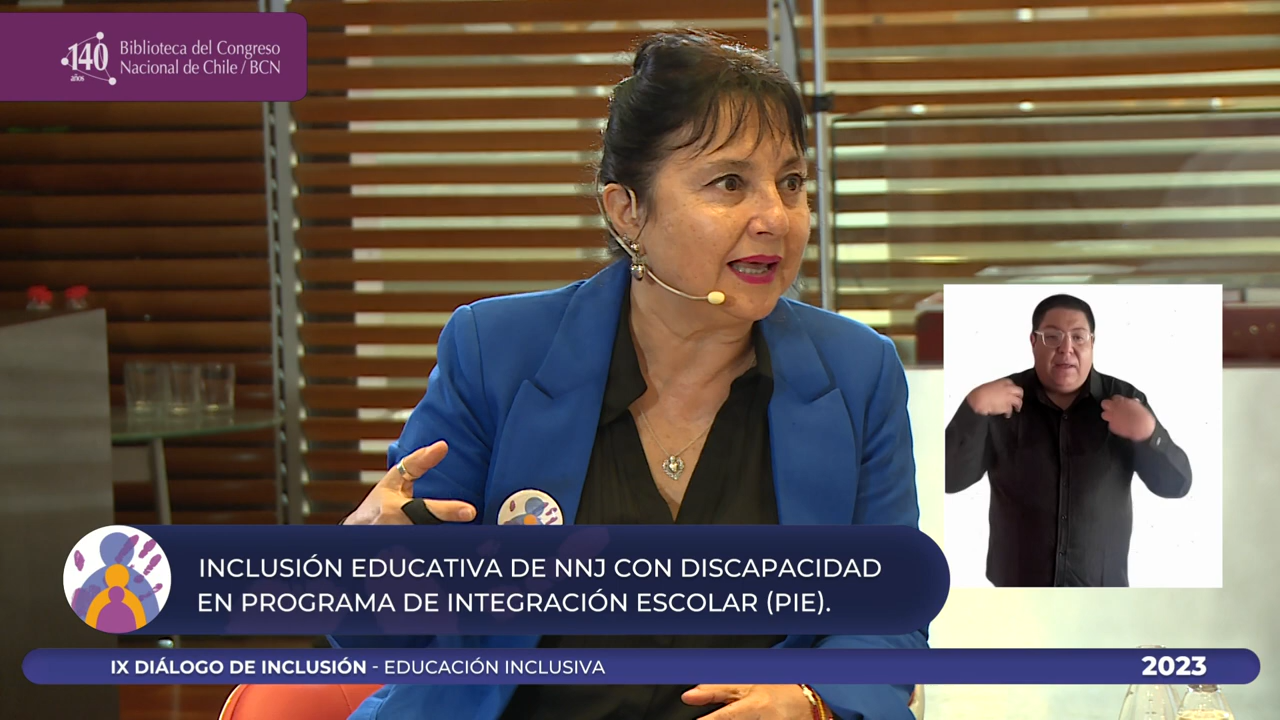 140
años
Biblioteca del Congreso
Nacional de Chile / BCN
INCLUSIÓN EDUCATIVA DE NNJ CON DISCAPACIDAD
EN PROGRAMA DE INTEGRACIÓN ESCOLAR (PIE).
IX DIÁLOGO DE INCLUSIÓN - EDUCACIÓN INCLUSIVA
2023